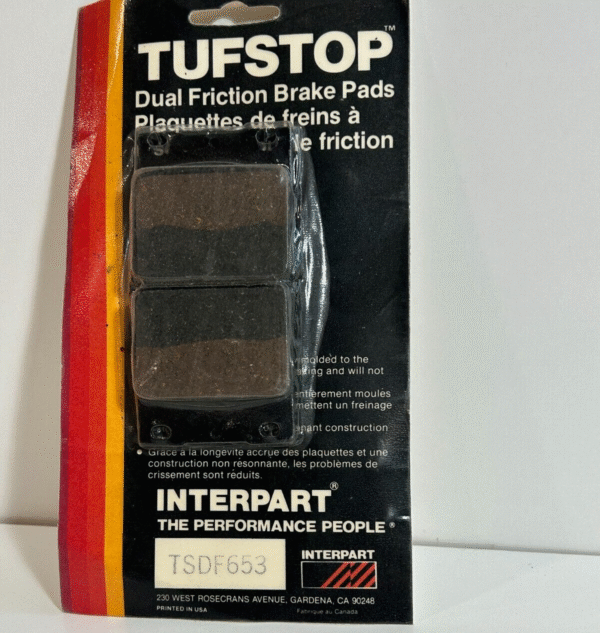 TUFSTOP™
Dual Friction Brake Pads
Plaquettes de freins à
friction
molded to the
and will not
entièrement moulés
un freinage
construction
• Grâce à la longévité accrue des plaquettes et une
construction non résonnante, les problèmes de
crissement sont réduits.
INTERPART®
THE PERFORMANCE PEOPLE®
TSDF653
INTERPART
230 WEST ROSECRANS AVENUE, GARDENA, CA 90248
PRINTED IN USA
Fabriqué au Canada